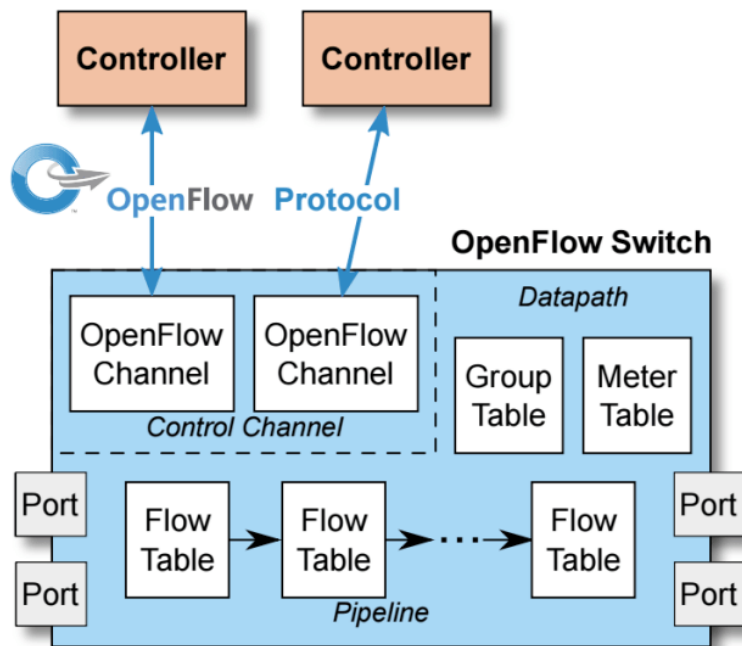 Controller
Controller
OpenFlow Protocol
OpenFlow Switch
Datapath
OpenFlow
Channel
OpenFlow
Channel
Control Channel
Group
Table
Meter
Table
Port
Port
Flow
Table
Flow
Table
...
Flow
Table
Port
Port
Pipeline